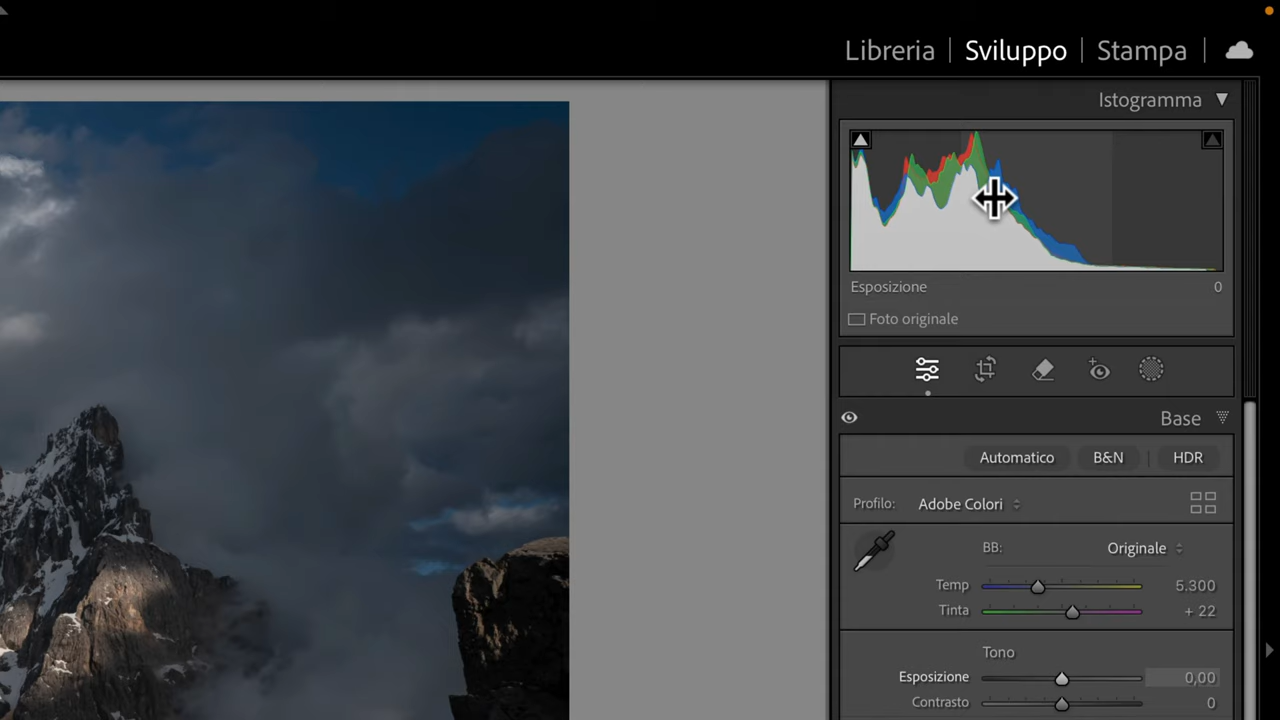 Libreria | Sviluppo | Stampa |
Istogramma
Esposizione 0
Foto originale
Base
Automatico B&N | HDR
Profilo: Adobe Colori
BB: Originale
Temp 5.300
Tinta + 22
Tono
Esposizione 0,00
Contrasto 0